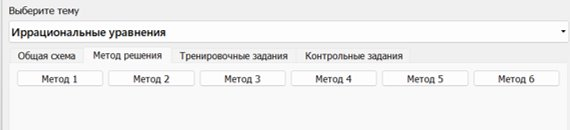 Выберите тему
Иррациональные уравнения
Общая схема Метод решения Тренировочные задания Контрольные задания
Метод 1 Метод 2 Метод 3 Метод 4 Метод 5 Метод 6